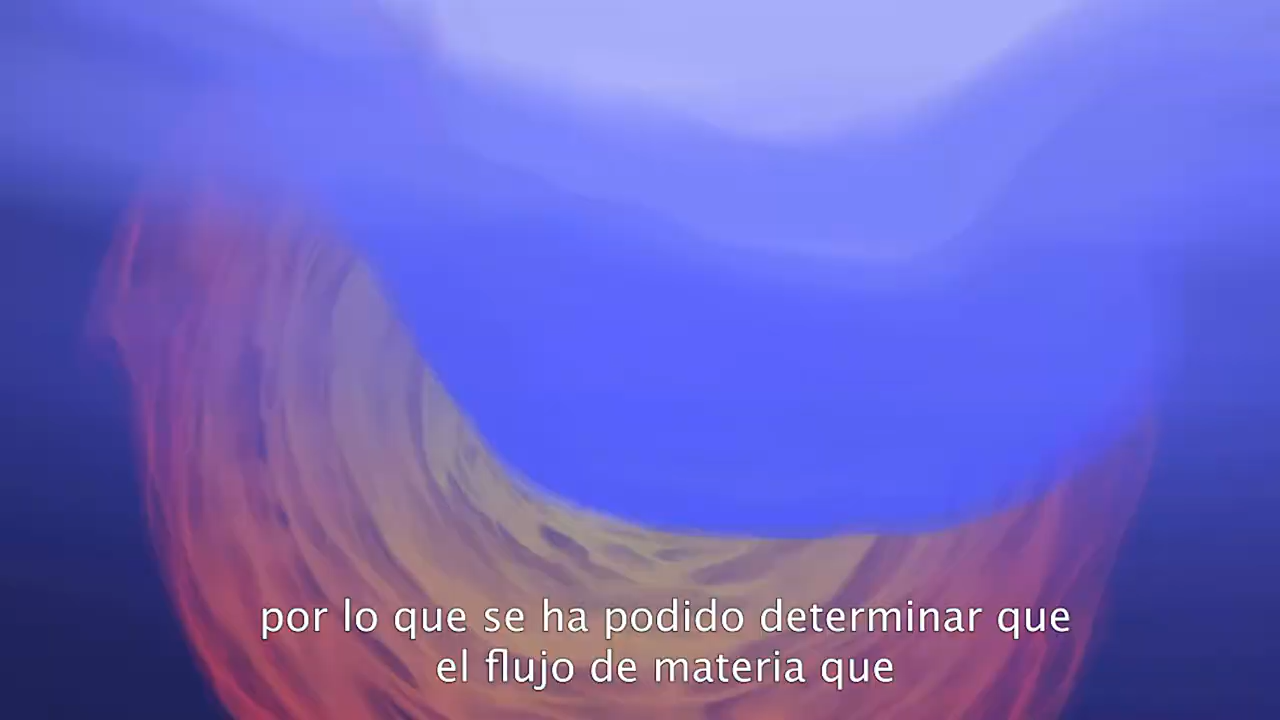 por lo que se ha podido determinar que
el flujo de materia que